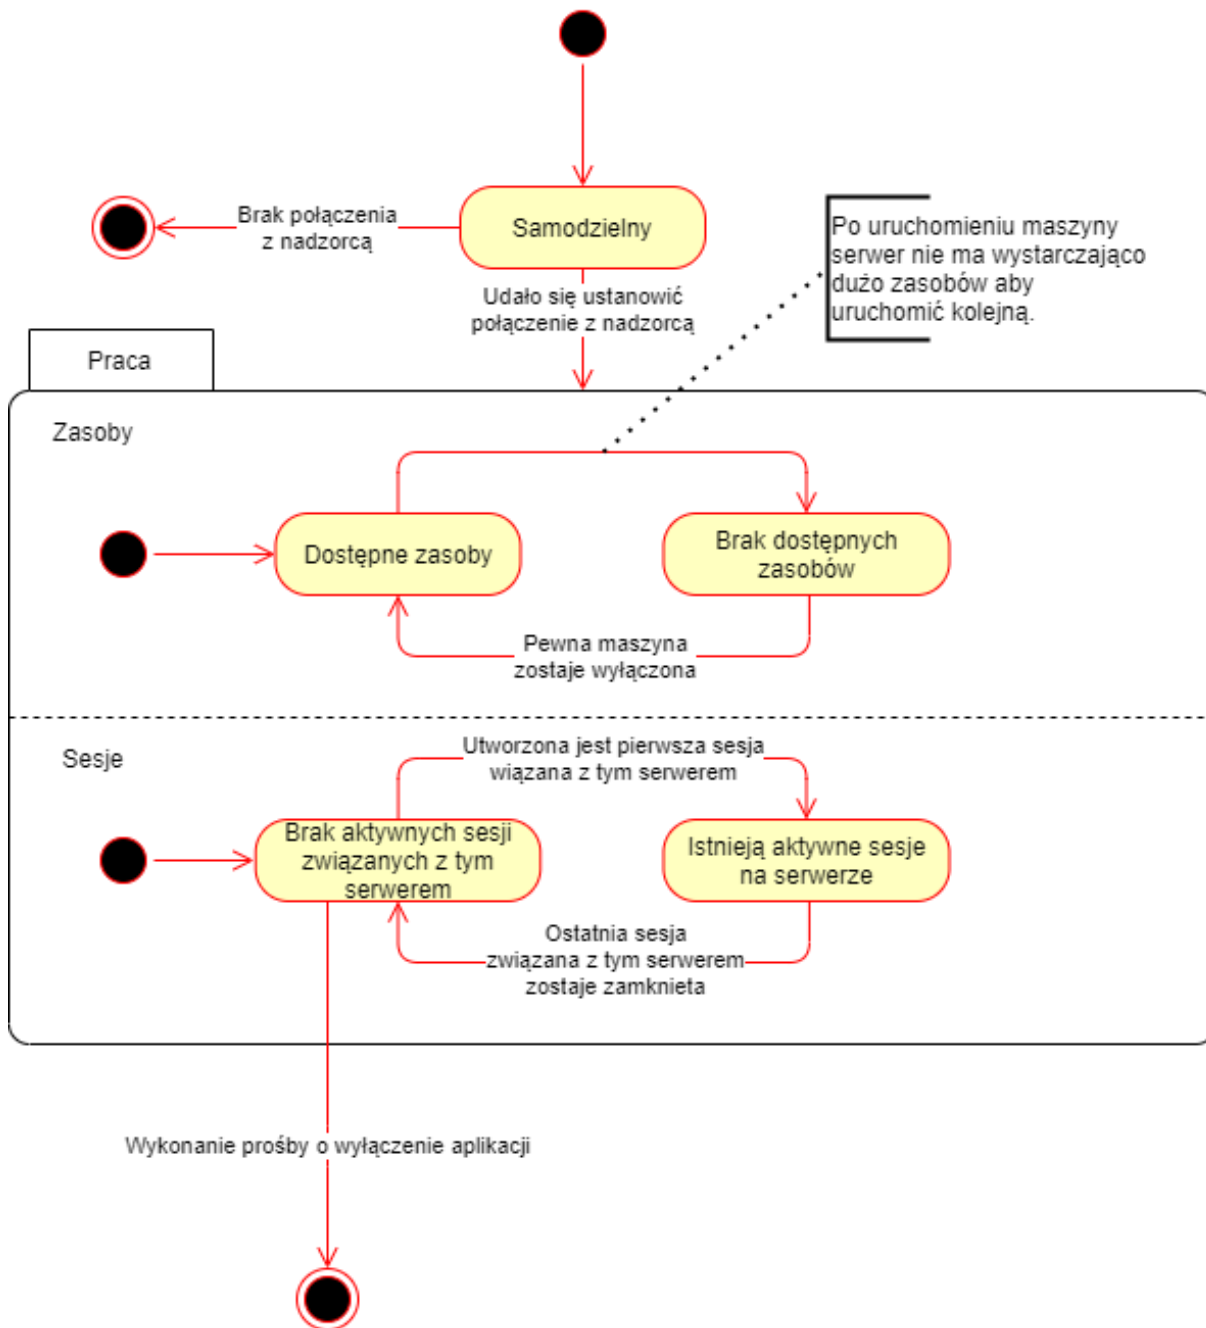 Brak połączenia
z nadzorcą
Samodzielny
Po uruchomieniu maszyny
serwer nie ma wystarczająco
dużo zasobów aby
uruchomić kolejną.
Udało się ustanowić
połączenie z nadzorcą
Praca
Zasoby
Dostępne zasoby
Brak dostępnych
zasobów
Pewna maszyna
zostaje wyłączona
Sesje
Utworzona jest pierwsza sesja
wiązana z tym serwerem
Brak aktywnych sesji
związanych z tym
serwerem
Istnieją aktywne sesje
na serwerze
Ostatnia sesja
związana z tym serwerem
zostaje zamknieta
Wykonanie prośby o wyłączenie aplikacji